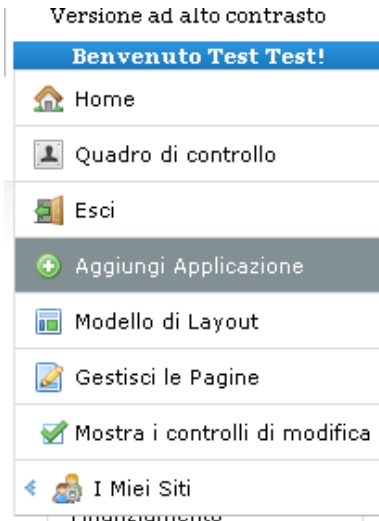 Versione ad alto contrasto
Benvenuto Test Test!
Home
Quadro di controllo
Esci
Aggiungi Applicazione
Modello di Layout
Gestisci le Pagine
Mostra i controlli di modifica
I Miei Siti
Finanziamento